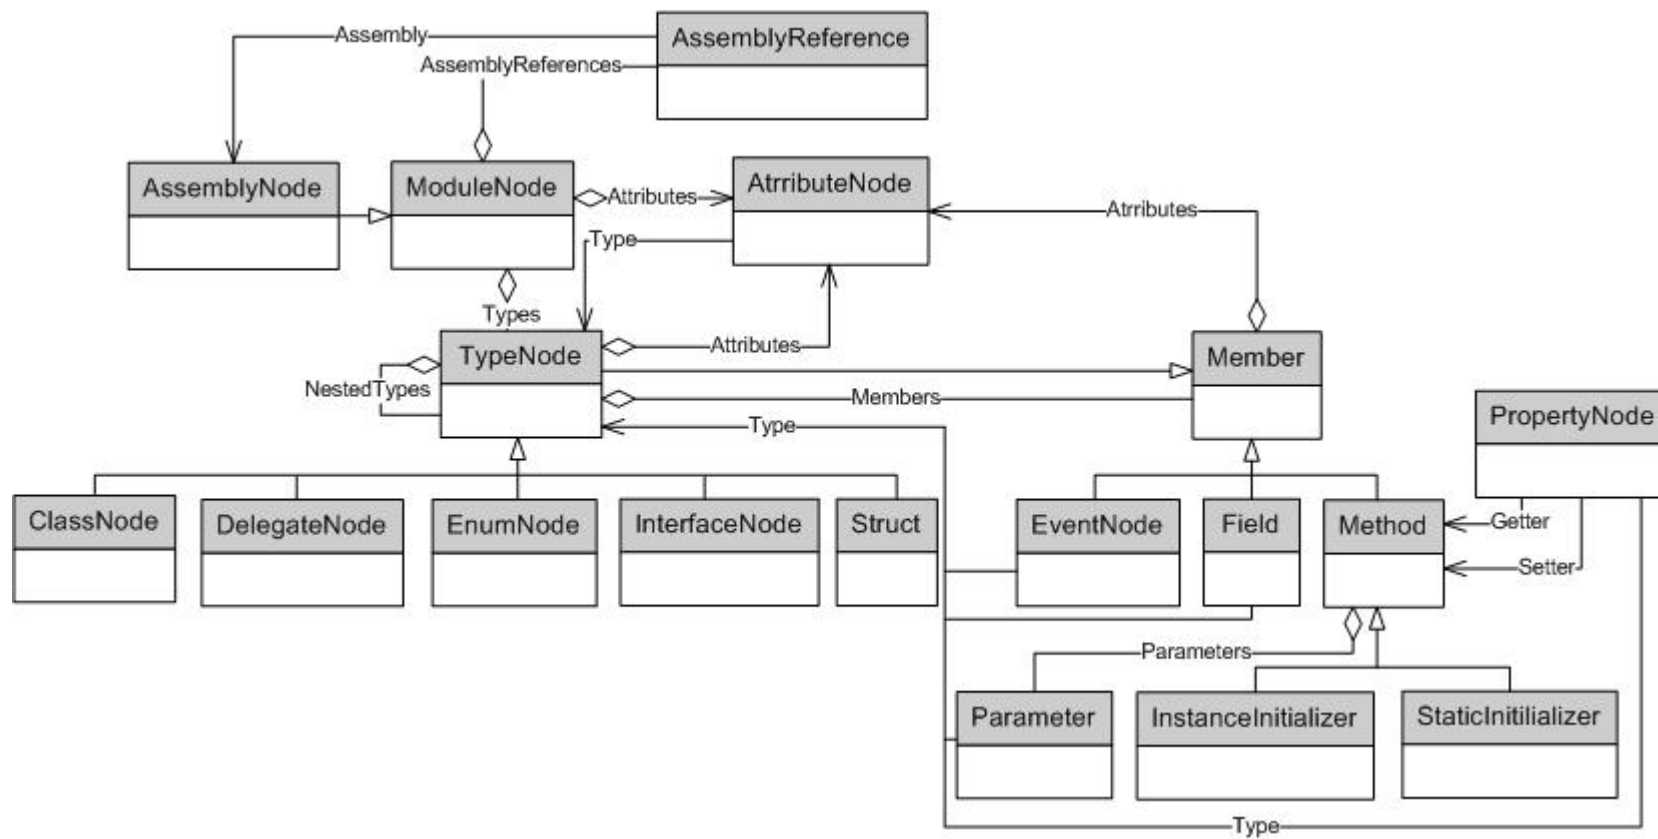 Assembly
AssemblyReference
AssemblyReferences
AssemblyNode
ModuleNode
Attributes
AtrributeNode
Atrributes
Type
Types
TypeNode
Attributes
Member
NestedTypes
Members
Type
PropertyNode
ClassNode
DelegateNode
EnumNode
InterfaceNode
Struct
EventNode
Field
Method
Getter
Setter
Parameters
Parameter
InstanceInitializer
StaticInitilializer
Type